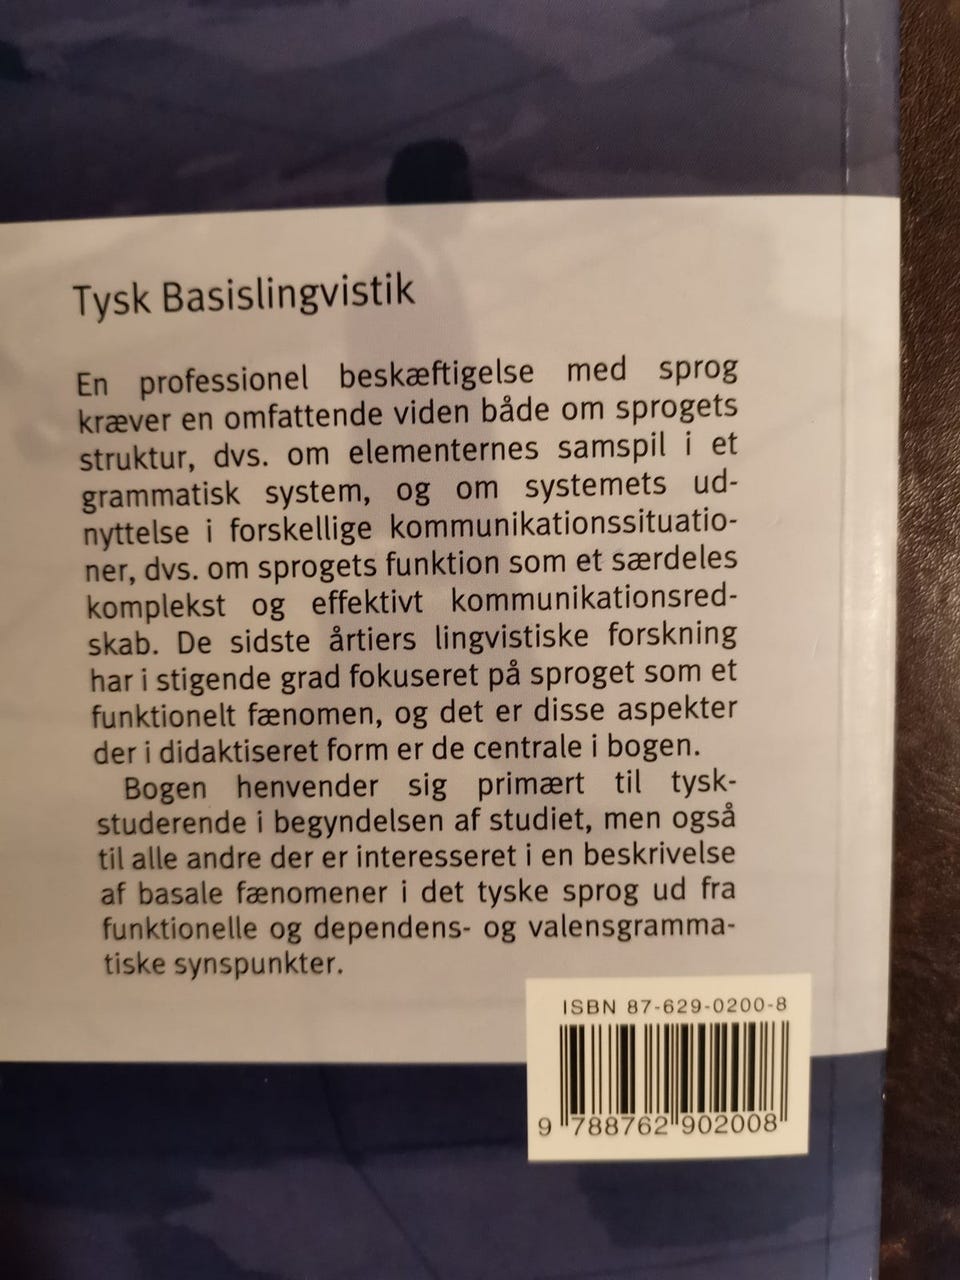 Tysk Basislingvistik
En professionel beskæftigelse med sprog
kræver en omfattende viden både om sprogets
struktur, dvs. om elementernes samspil i et
grammatisk system, og om systemets ud-
nyttelse i forskellige kommunikationssituatio-
ner, dvs. om sprogets funktion som et særdeles
komplekst og effektivt kommunikationsred-
skab. De sidste årtiers lingvistiske forskning
har i stigende grad fokuseret på sproget som et
funktionelt fænomen, og det er disse aspekter
der i didaktiseret form er de centrale i bogen.
Bogen henvender sig primært til tysk-
studerende i begyndelsen af studiet, men også
til alle andre der er interesseret i en beskrivelse
af basale fænomener i det tyske sprog ud fra
funktionelle og dependens- og valensgramma-
tiske synspunkter.
ISBN 87-629-0200-8
9 788762 902008